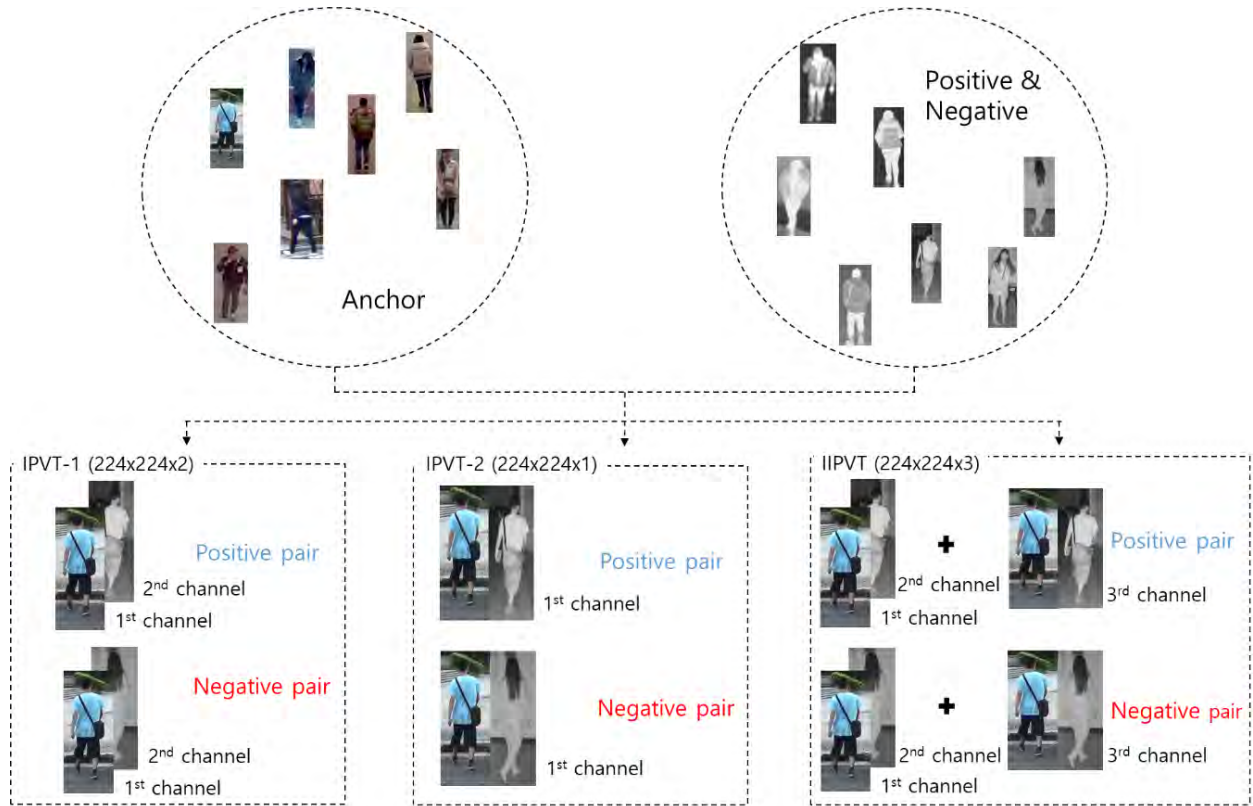 Positive &
Negative
Anchor
IPVT-1 (224x224x2)
Positive pair
2nd channel
1st channel
Negative pair
2nd channel
1st channel
IPVT-2 (224x224x1)
Positive pair
1st channel
Negative pair
1st channel
IIPVT (224x224x3)
+
Positive pair
2nd channel
3rd channel
1st channel
+
Negative pair
2nd channel
3rd channel
1st channel